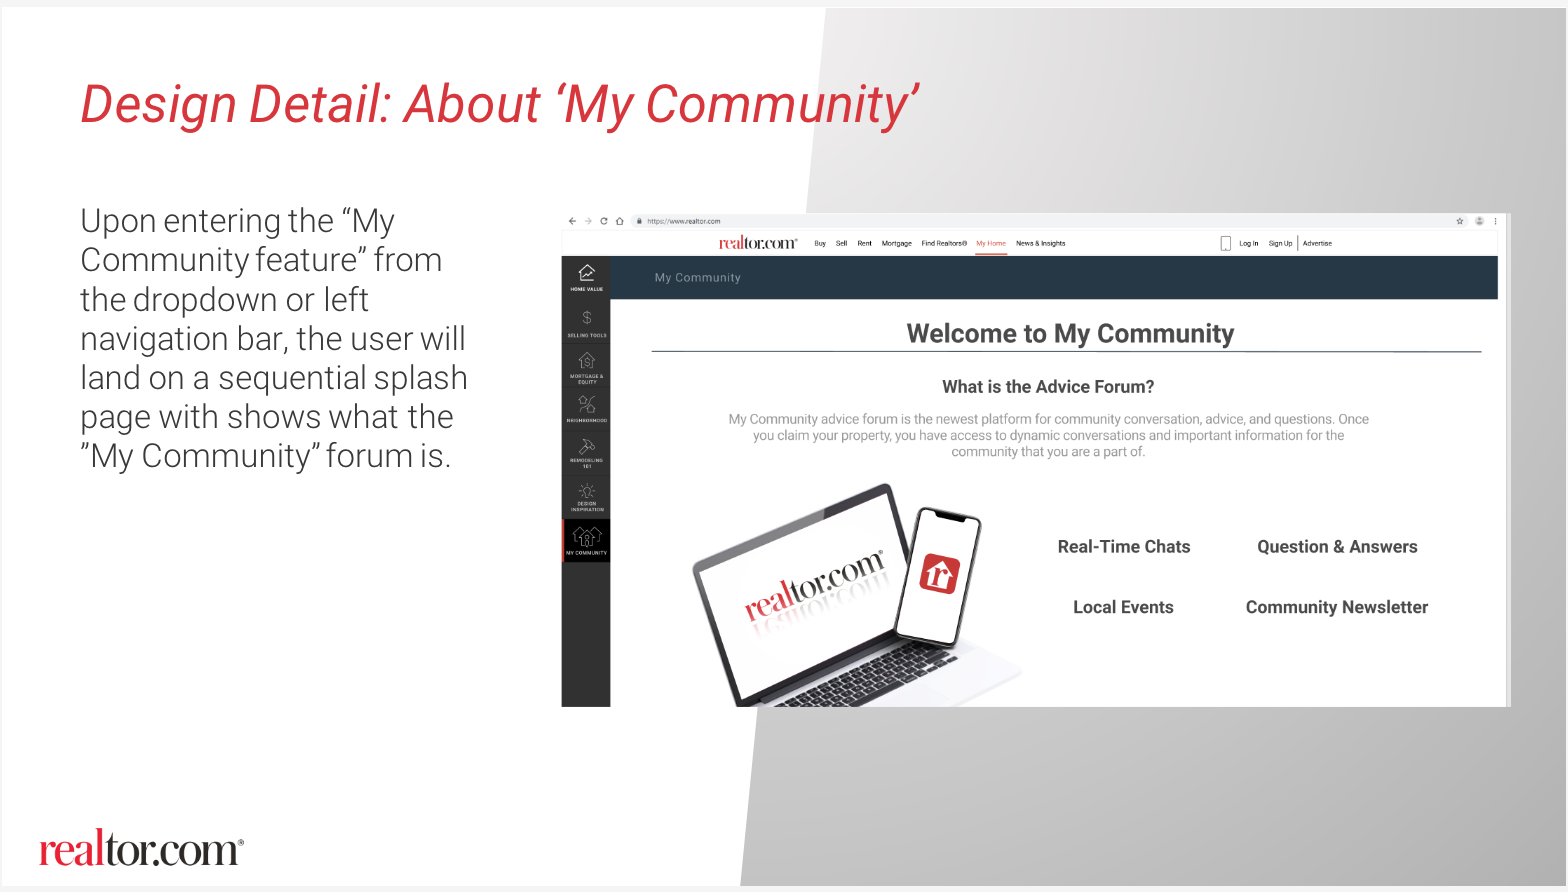 Design Detail: About ‘My Community’
Upon entering the “My
Community feature” from
the dropdown or left
navigation bar, the user will
land on a sequential splash
page with shows what the
”My Community” forum is.
https://www.realtor.com
realtor.com®
Buy Sell Rent Mortgage Find Realtors® My Home News & Insights
Log In Sign Up Advertise
My Community
HOME VALUE
SELLING TOOLS
MORTGAGE &
EQUITY
NEIGHBORHOOD
REMODELING
101
DESIGN
INSPIRATION
MY COMMUNITY
Welcome to My Community
What is the Advice Forum?
My Community advice forum is the newest platform for community conversation, advice, and questions. Once
you claim your property, you have access to dynamic conversations and important information for the
community that you are a part of.
realtor.com®
r
Real-Time Chats Question & Answers
Local Events Community Newsletter
realtor.com®